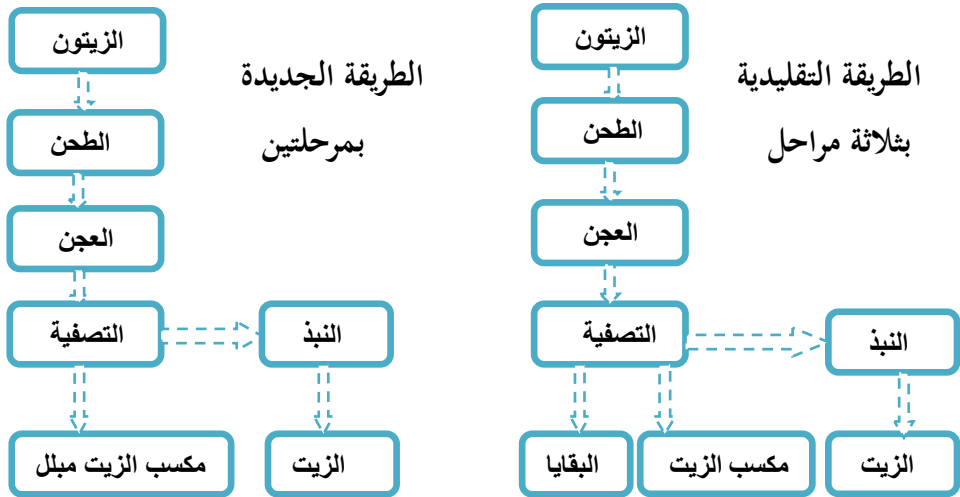 الطريقة التقليدية
بثلاثة مراحل
الزيتون
الطحن
العجن
التصفية
النبذ
الزيت
مكسب الزيت
البقايا
الطريقة الجديدة
بمرحلتين
الزيتون
الطحن
العجن
التصفية
النبذ
الزيت
مكسب الزيت مبلل